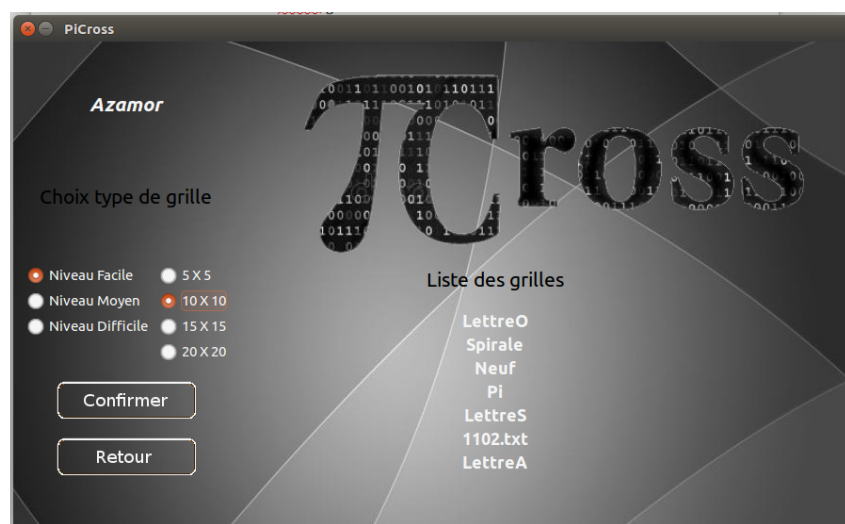 PiCross
Azamor
πCross
Choix type de grille
Niveau Facile
5 X 5
Niveau Moyen
10 X 10
Niveau Difficile
15 X 15
20 X 20
Confirmer
Retour
Liste des grilles
LettreO
Spirale
Neuf
Pi
LettreS
1102.txt
LettreA